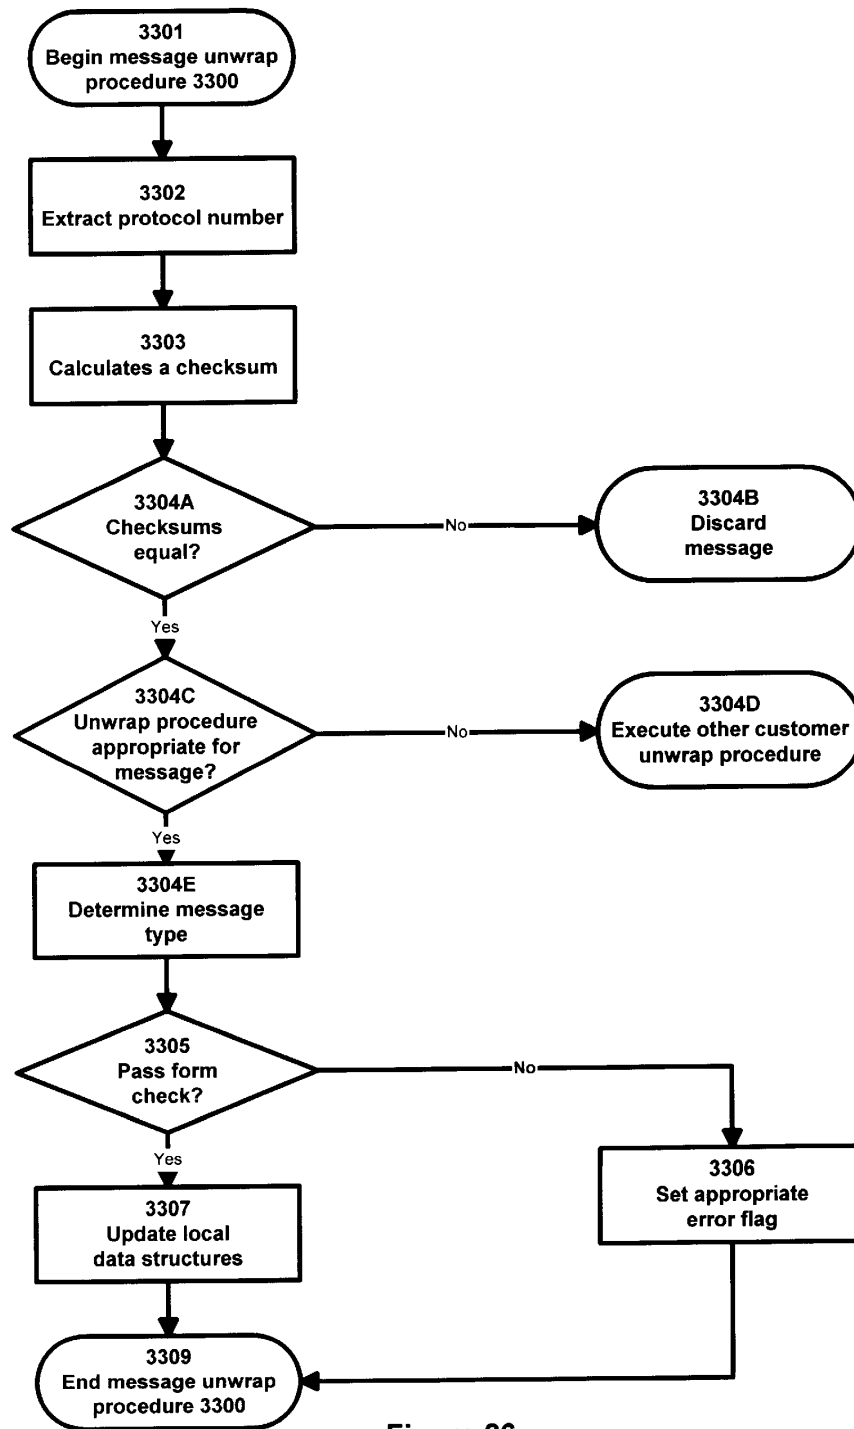 3301
Begin message unwrap
procedure 3300
3302
Extract protocol number
3303
Calculates a checksum
3304A
Checksums
equal?
No
3304B
Discard
message
Yes
3304C
Unwrap procedure
appropriate for
message?
No
3304D
Execute other customer
unwrap procedure
Yes
3304E
Determine message
type
3305
Pass form
check?
No
3306
Set appropriate
error flag
Yes
3307
Update local
data structures
3309
End message unwrap
procedure 3300